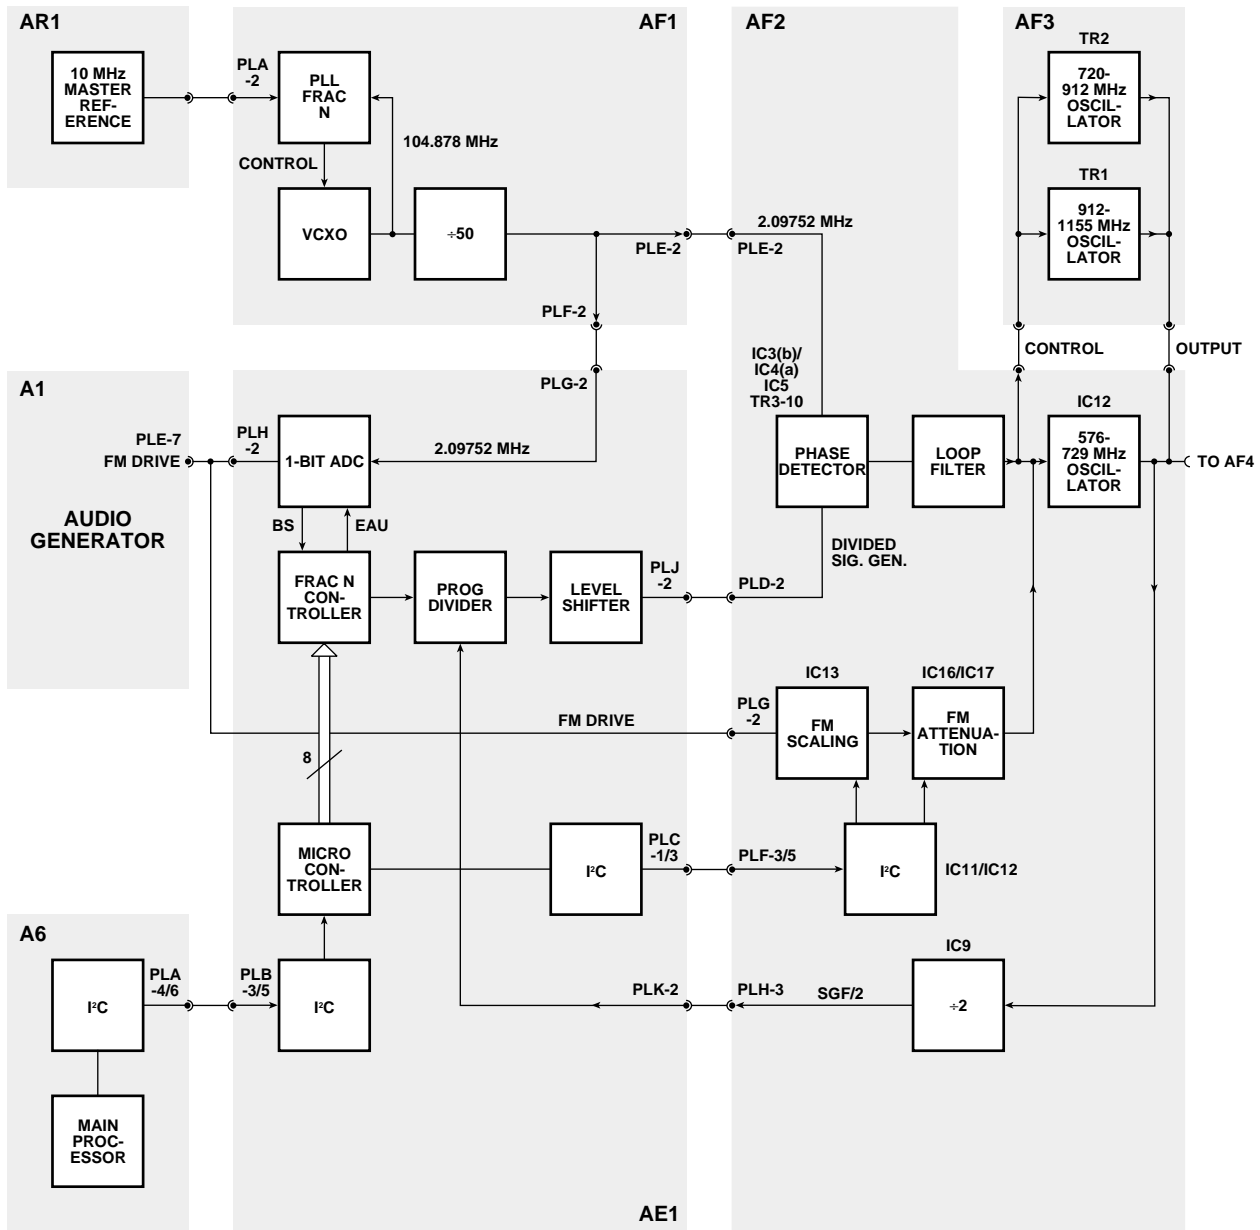 AR1
AF1
AF2
AF3
10 MHz
MASTER
REF-
ERENCE
PLA
-2
PLL
FRAC
N
104.878 MHz
CONTROL
VCXO
÷50
PLE-2
PLE-2
2.09752 MHz
PLF-2
TR2
720-
912 MHz
OSCIL-
LATOR
TR1
912-
1155 MHz
OSCIL-
LATOR
CONTROL
OUTPUT
A1
PLE-7
FM DRIVE
AUDIO
GENERATOR
PLH
-2
1-BIT ADC
PLG-2
2.09752 MHz
BS
EAU
FRAC N
CON-
TROLLER
PROG
DIVIDER
LEVEL
SHIFTER
PLJ
-2
PLD-2
IC3(b)/
IC4(a)
IC5
TR3-10
PHASE
DETECTOR
LOOP
FILTER
IC12
576-
729 MHz
OSCIL-
LATOR
TO AF4
DIVIDED
SIG. GEN.
FM DRIVE
PLG
-2
IC13
FM
SCALING
IC16/IC17
FM
ATTENUA-
TION
8
MICRO
CON-
TROLLER
I²C
PLC
-1/3
PLF-3/5
I²C
IC11/IC12
A6
I²C
PLA
-4/6
PLB
-3/5
I²C
PLK-2
PLH-3
SGF/2
IC9
÷2
MAIN
PROC-
ESSOR
AE1